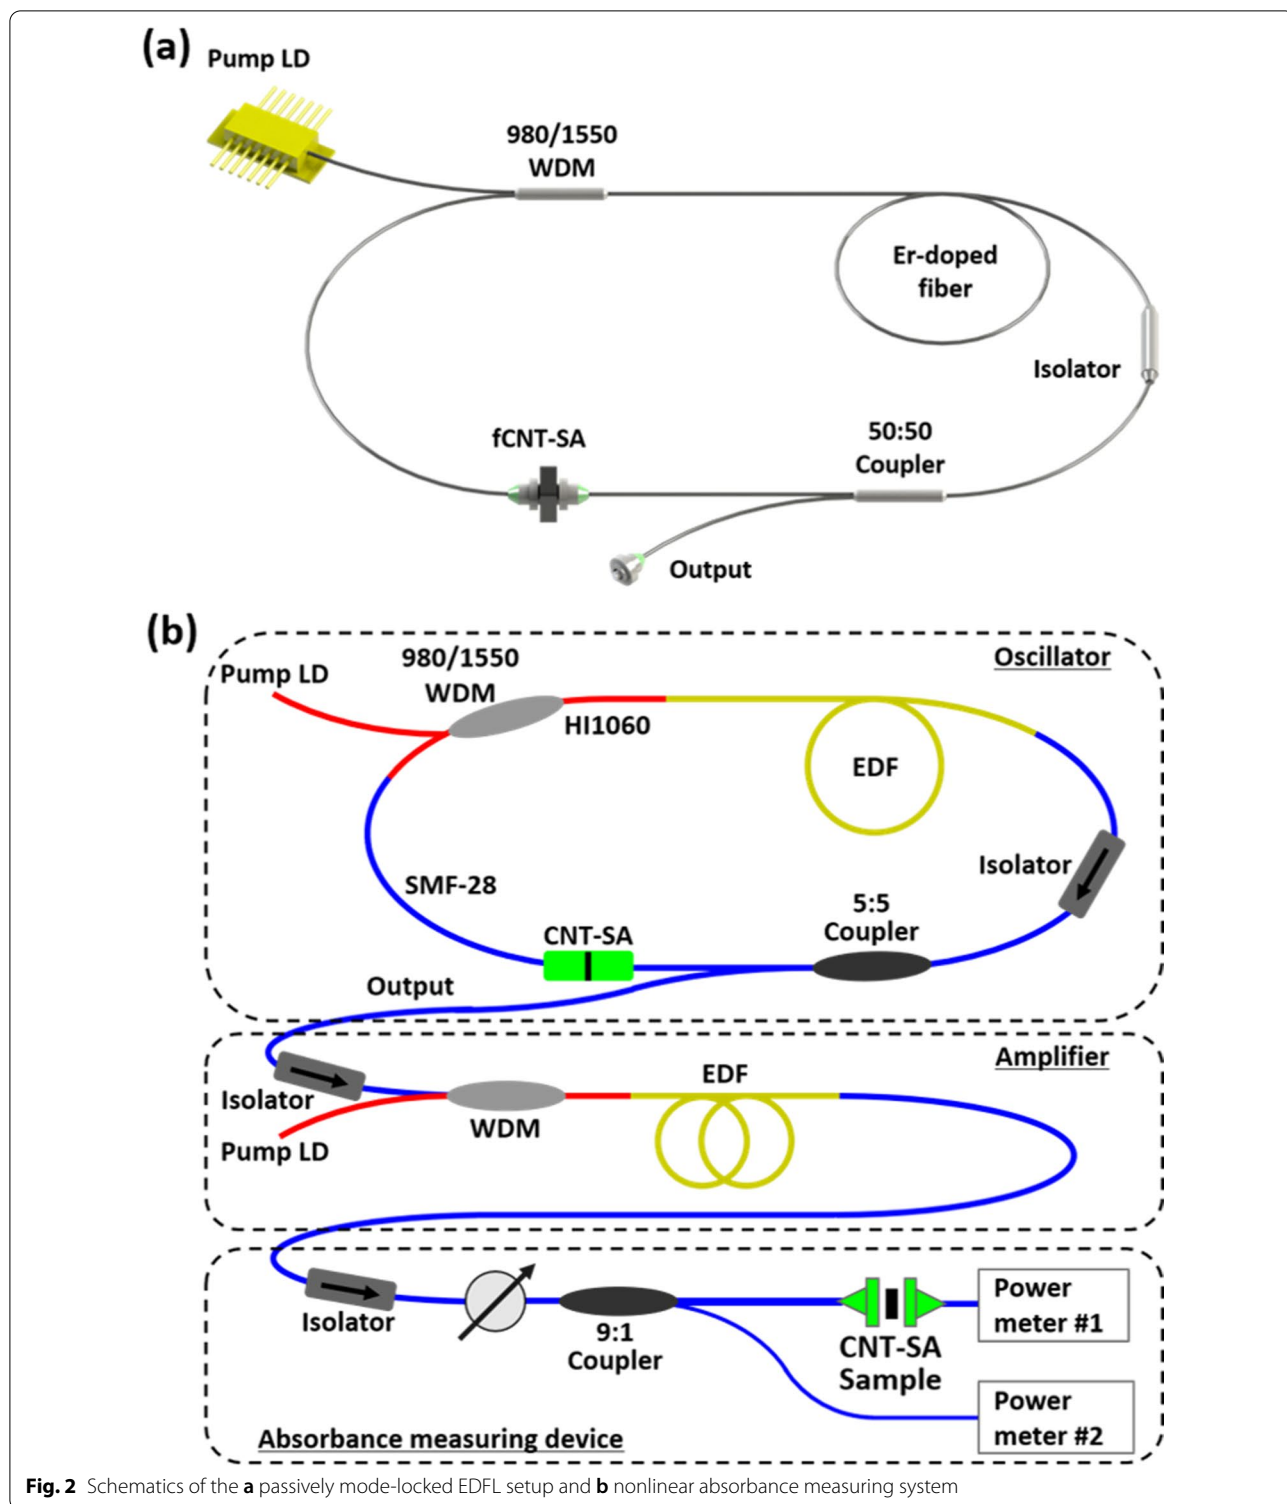 (a)
Pump LD
980/1550
WDM
Er-doped
fiber
Isolator
fCNT-SA
50:50
Coupler
Output
(b)
Oscillator
980/1550
WDM
Pump LD
HI1060
EDF
Isolator
SMF-28
5:5
Coupler
CNT-SA
Output
Amplifier
EDF
Isolator
WDM
Pump LD
Power
meter #1
Isolator
9:1
Coupler
CNT-SA
Sample
Power
meter #2
Absorbance measuring device
Fig. 2 Schematics of the a passively mode-locked EDFL setup and b nonlinear absorbance measuring system